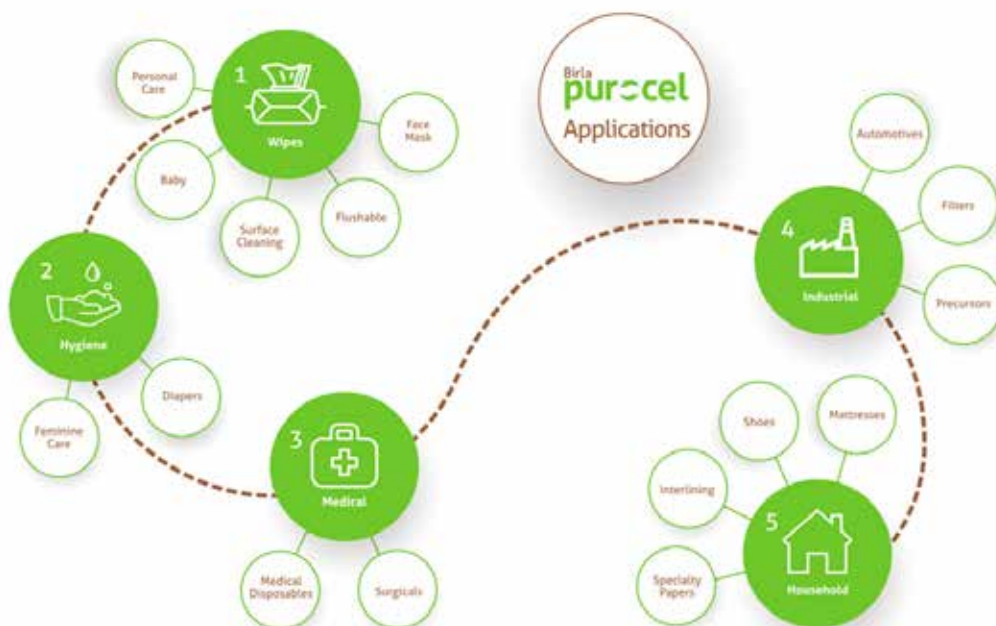 Birla
purocel
Applications
1
Wipes
Personal
Care
Baby
Surface
Cleaning
Flushable
Face
Mask
2
Hygiene
Feminine
Care
Diapers
3
Medical
Medical
Disposables
Surgicals
4
Industrial
Automotives
Filters
Precursors
5
Household
Mattresses
Shoes
Interlining
Specialty
Papers